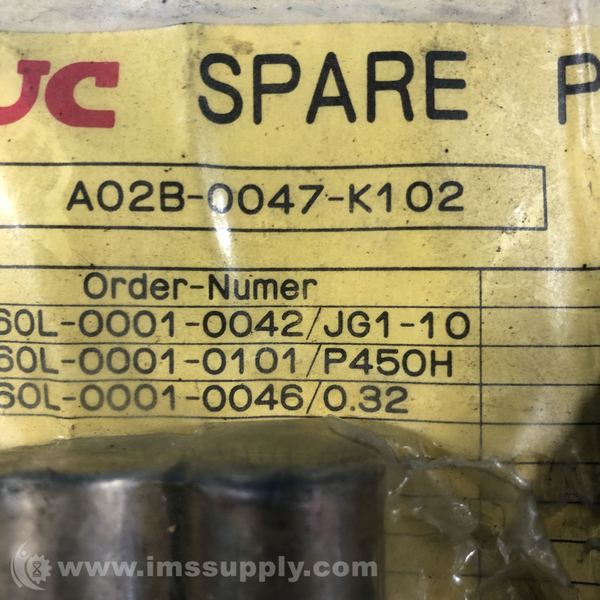 UC SPARE P
A02B-0047-K102
Order-Numer
60L-0001-0042/JG1-10
60L-0001-0101/P450H
60L-0001-0046/0.32
www.imssupply.com